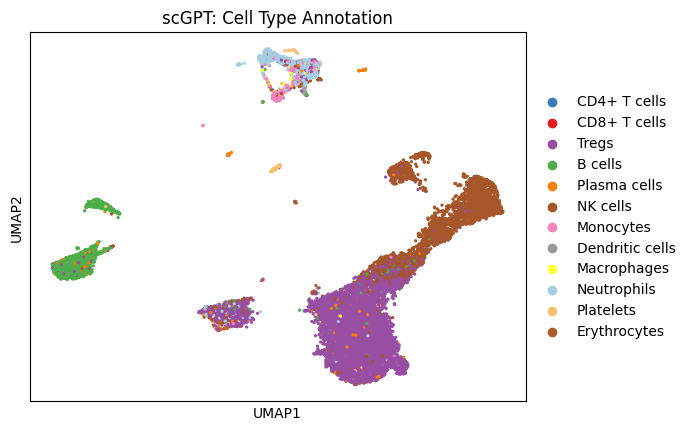 scGPT: Cell Type Annotation
UMAP2
UMAP1
CD4+ T cells
CD8+ T cells
Tregs
B cells
Plasma cells
NK cells
Monocytes
Dendritic cells
Macrophages
Neutrophils
Platelets
Erythrocytes